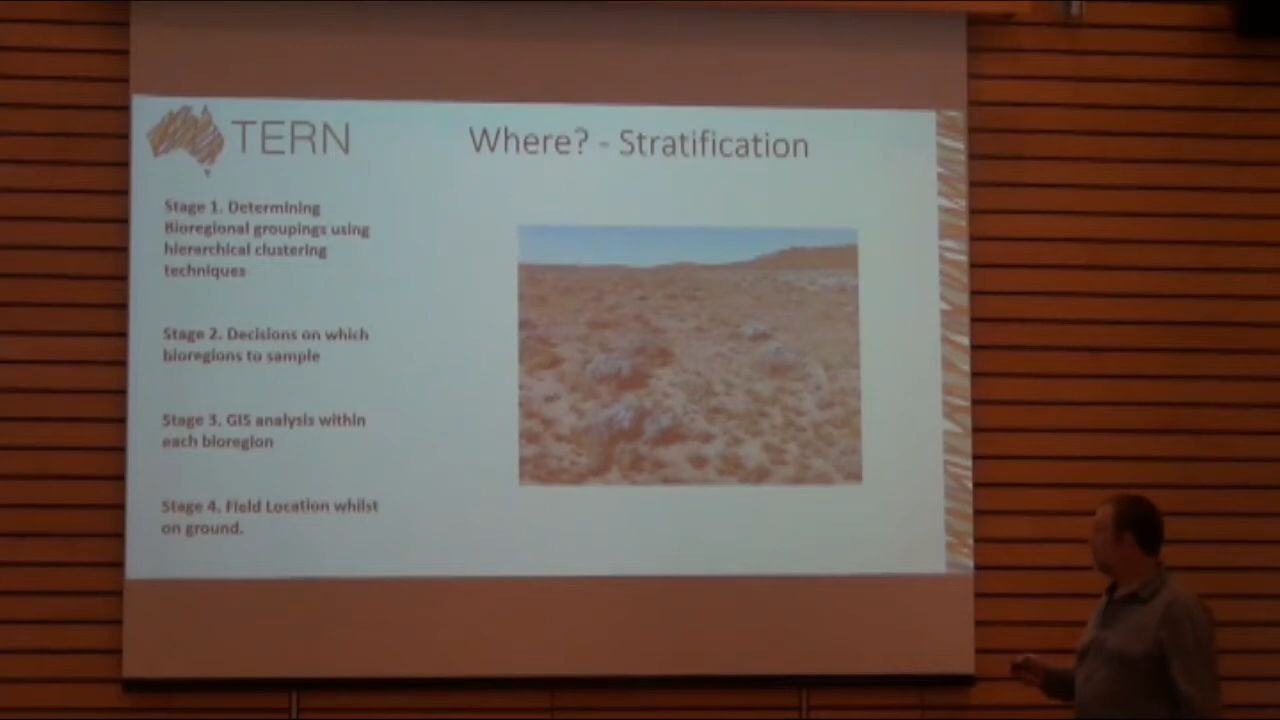 TERN
Where? - Stratification
Stage 1. Determining
Bioregional groupings using
hierarchical clustering
techniques
Stage 2. Decisions on which
bioregions to sample
Stage 3. GIS analysis within
each bioregion
Stage 4. Field Location whilst
on ground.